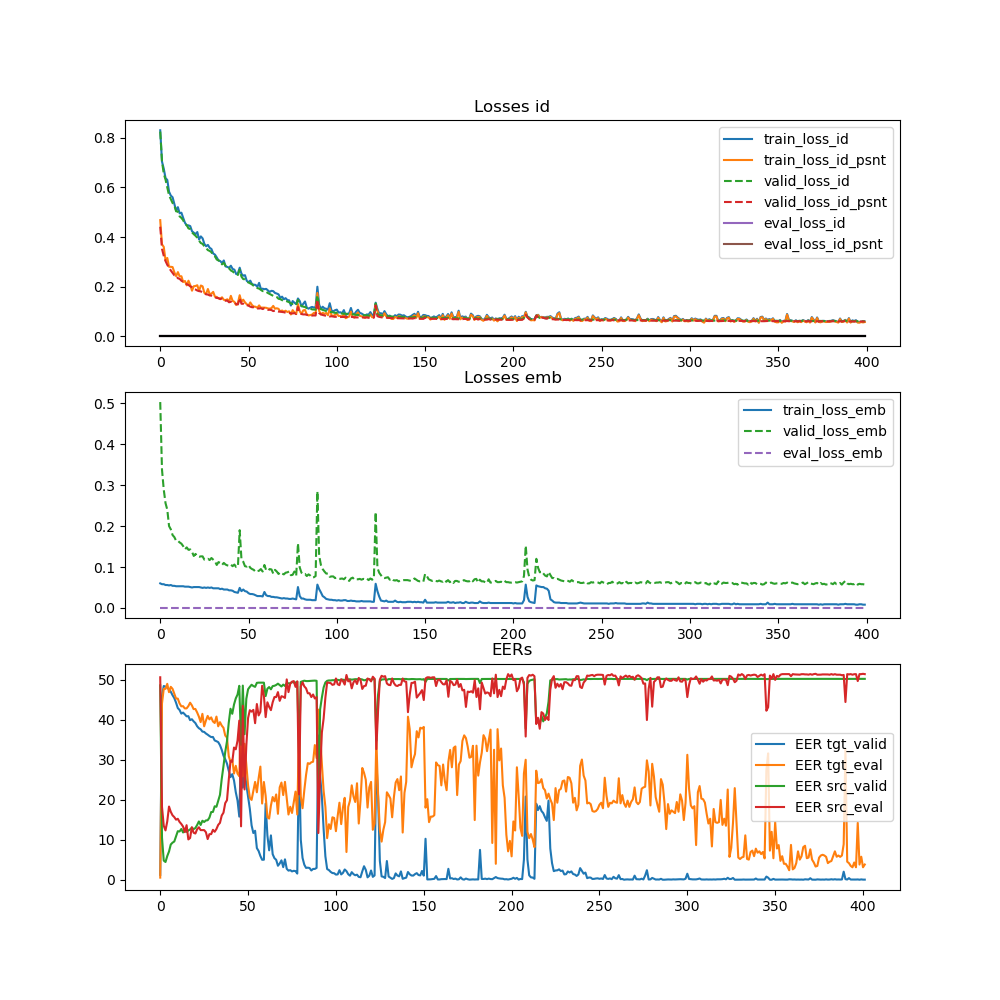 Losses id
0.8
0.6
0.4
0.2
0.0
train_loss_id
train_loss_id_psnt
valid_loss_id
valid_loss_id_psnt
eval_loss_id
eval_loss_id_psnt
0 50 100 150 200 250 300 350 400
Losses emb
0.5
0.4
0.3
0.2
0.1
0.0
train_loss_emb
valid_loss_emb
eval_loss_emb
0 50 100 150 200 250 300 350 400
EERs
50
40
30
20
10
0
EER tgt_valid
EER tgt_eval
EER src_valid
EER src_eval
0 50 100 150 200 250 300 350 400